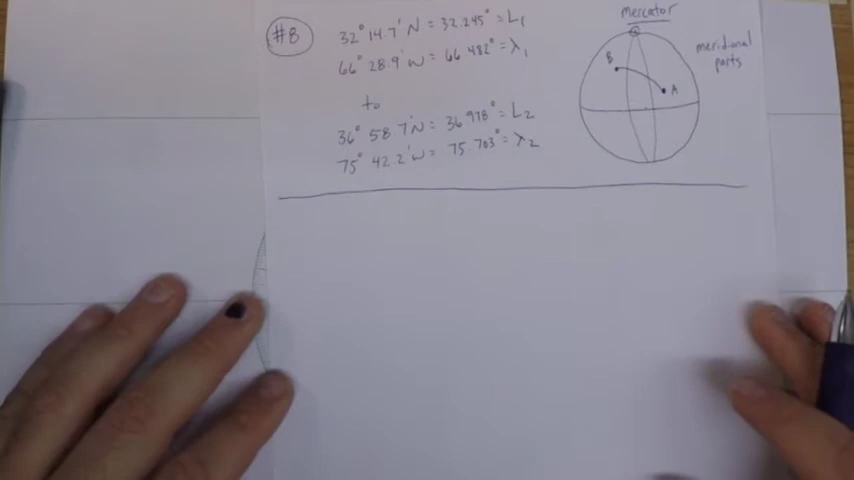 #8
32° 14.7' N = 32.245° = L1
66° 28.9' W = 66.482° = λ1
to
36° 58.7' N = 36.978° = L2
75° 42.2' W = 75.703° = λ2
mercator
meridional
parts
B
A